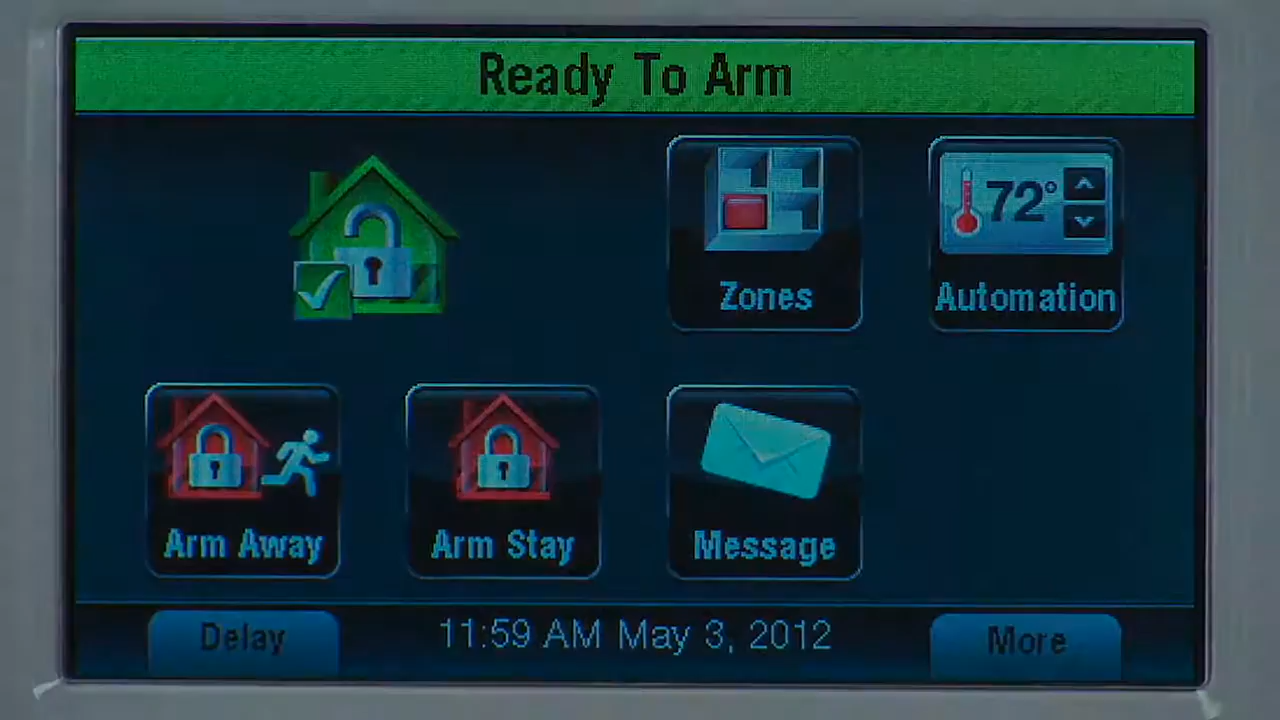 Ready To Arm
Zones
72°
Automation
Arm Away
Arm Stay
Message
Delay
11:59 AM May 3, 2012
More